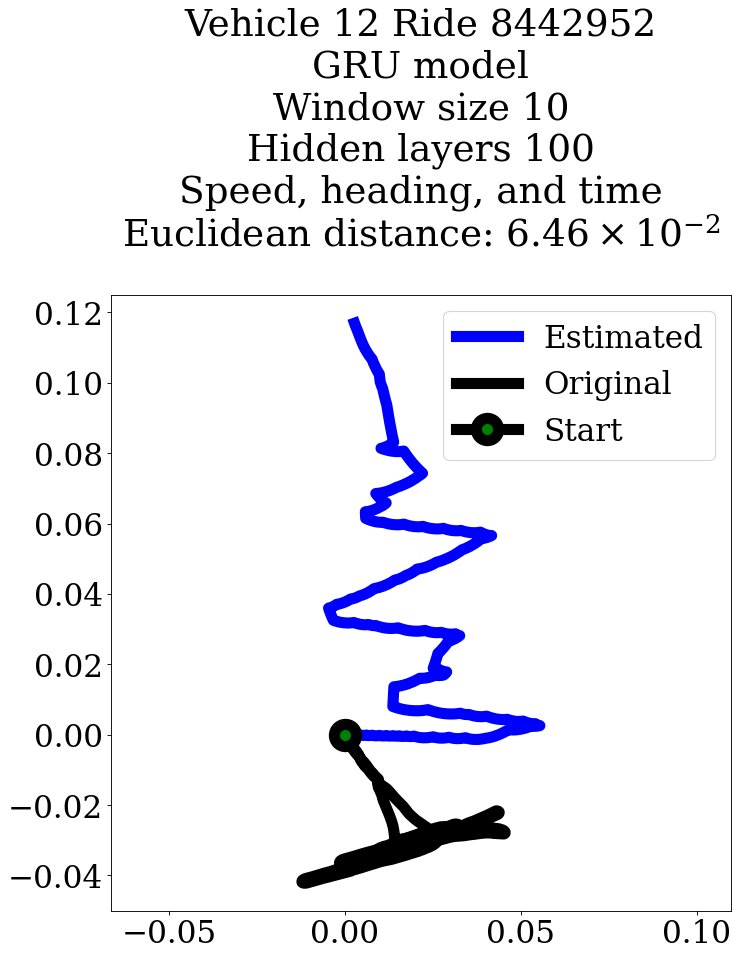 Vehicle 12 Ride 8442952
GRU model
Window size 10
Hidden layers 100
Speed, heading, and time
Euclidean distance: 6.46 × 10⁻²
Estimated
Original
Start
0.12
0.10
0.08
0.06
0.04
0.02
0.00
−0.02
−0.04
−0.05 0.00 0.05 0.10